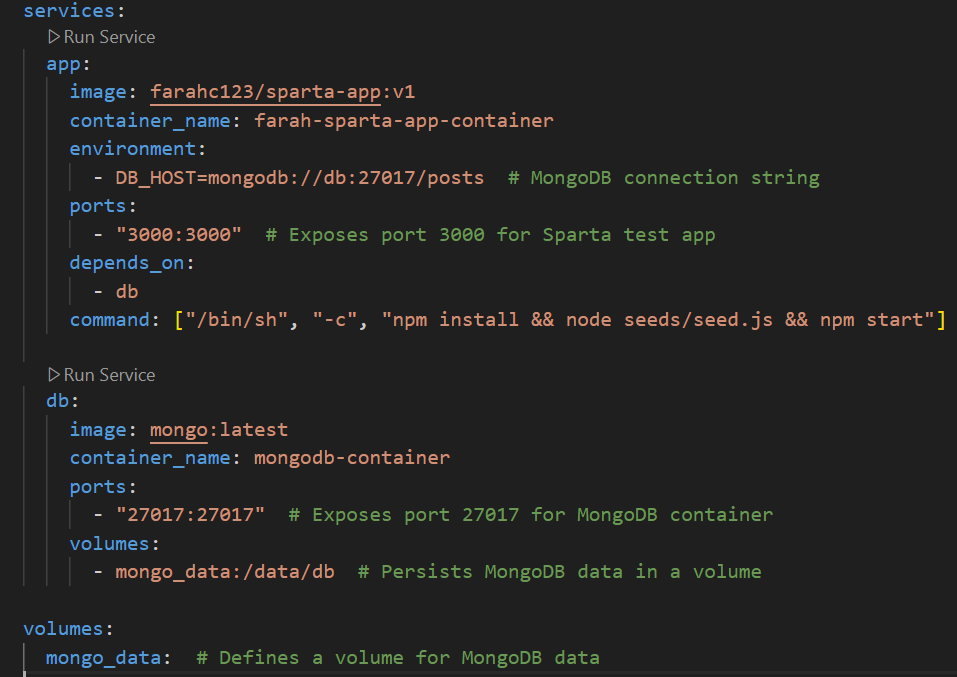 services:
Run Service
app:
image: farahc123/sparta-app:v1
container_name: farah-sparta-app-container
environment:
- DB_HOST=mongodb://db:27017/posts  # MongoDB connection string
ports:
- "3000:3000"  # Exposes port 3000 for Sparta test app
depends_on:
- db
command: ["/bin/sh", "-c", "npm install && node seeds/seed.js && npm start"]
Run Service
db:
image: mongo:latest
container_name: mongodb-container
ports:
- "27017:27017"  # Exposes port 27017 for MongoDB container
volumes:
- mongo_data:/data/db  # Persists MongoDB data in a volume
volumes:
mongo_data:  # Defines a volume for MongoDB data